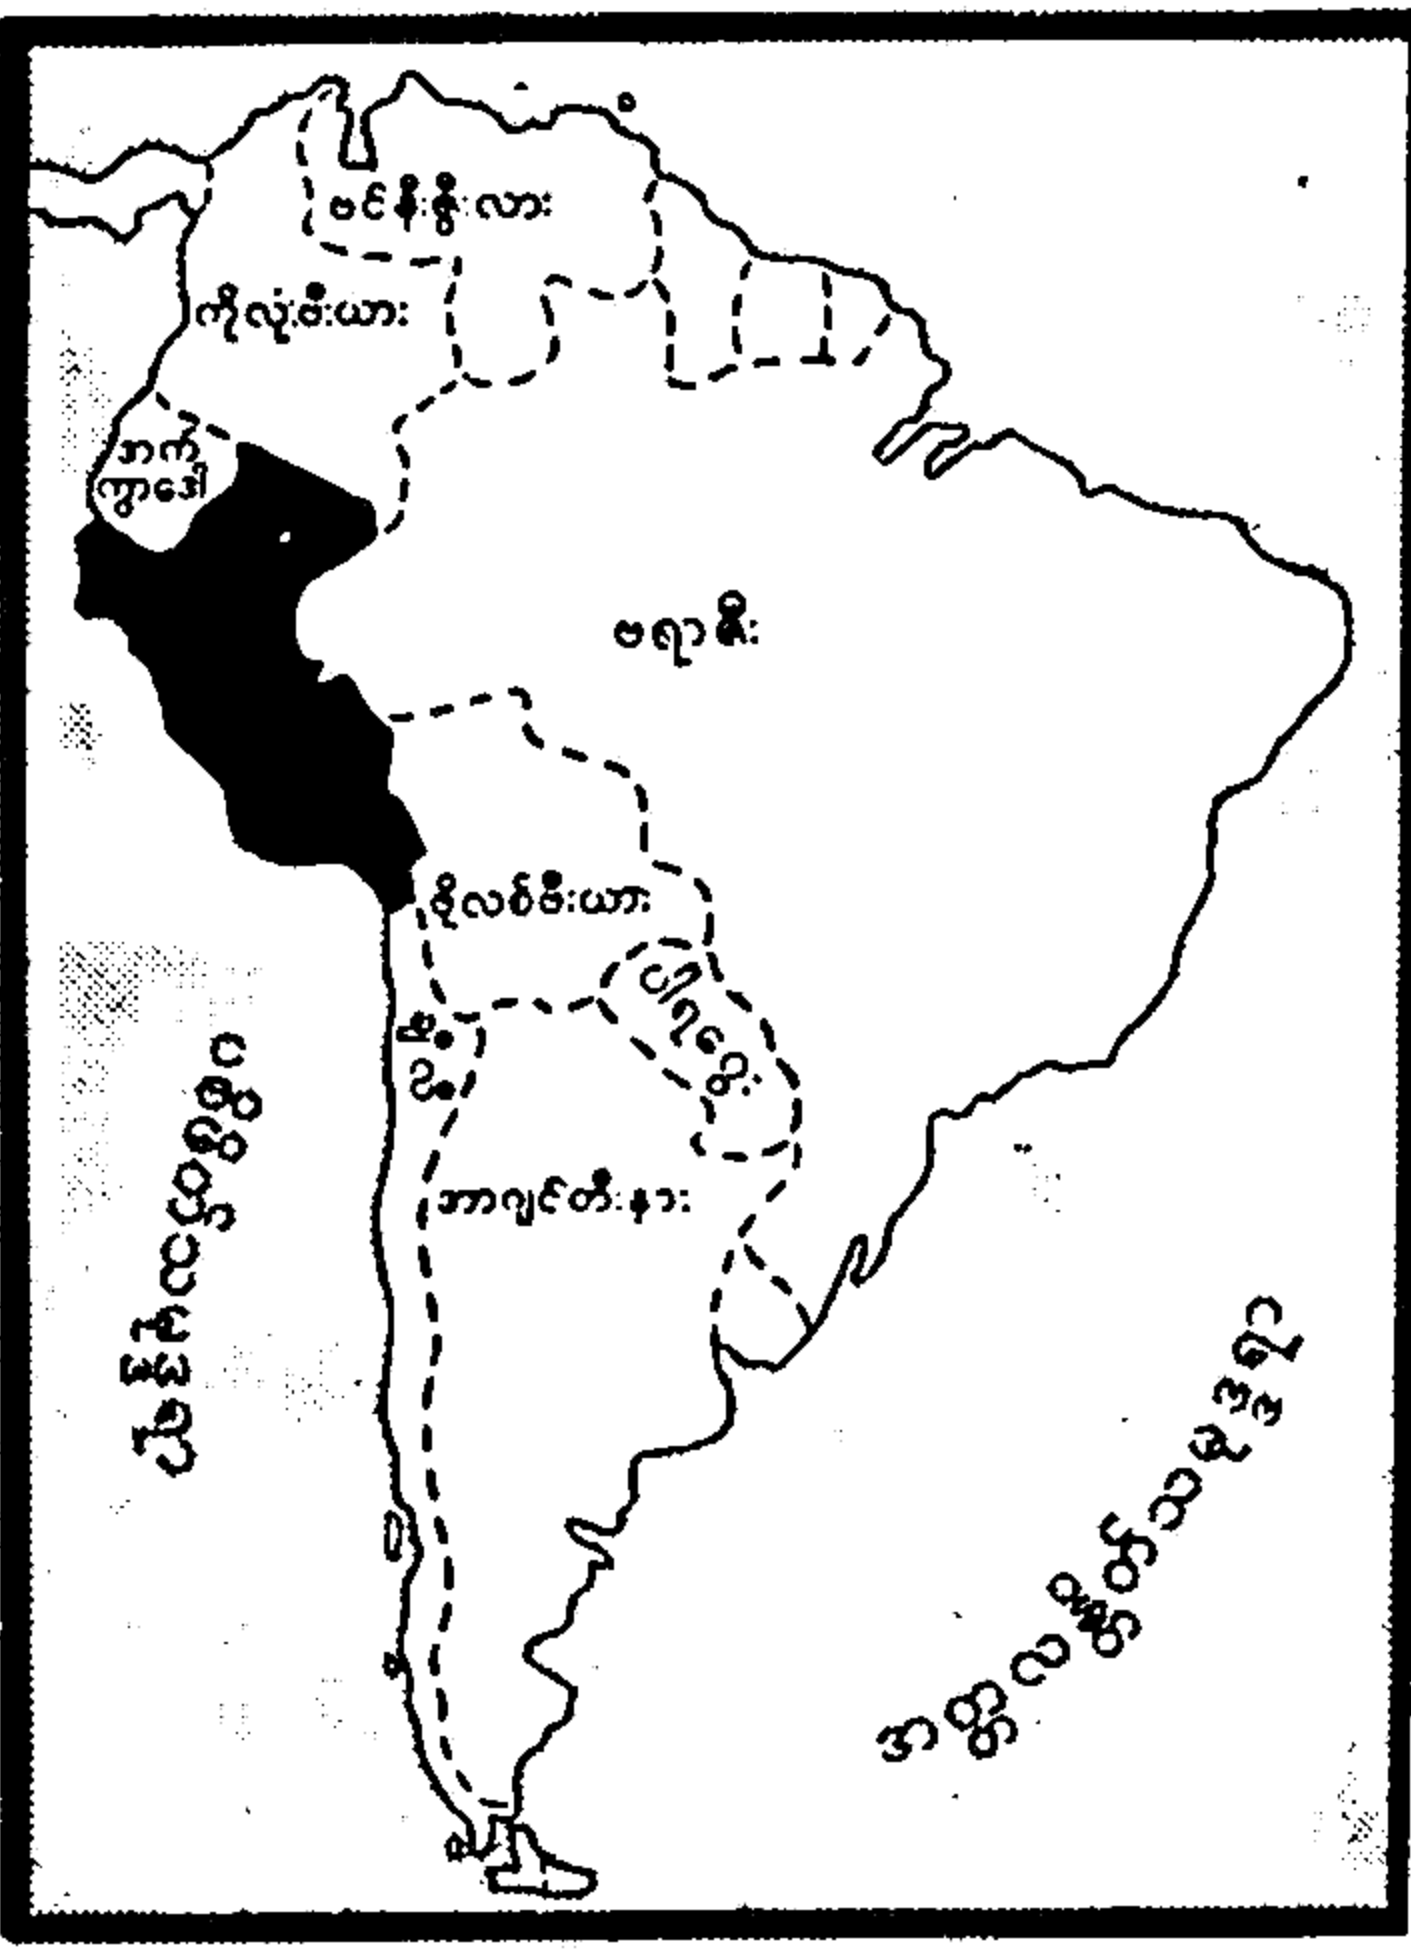 ဗင်နီးဇွီးလား
ကိုလုံးဗီးယား
အက်
ကွာဒေါ
ဗရာဇီး
ဗိုလစ်ဗီးယား
ပါရဂွေး
ချီလီ
အာဂျင်တီးနား
ပစိဖိတ်သမုဒ္ဒရာ
အတ္တလန္တိတ်သမုဒ္ဒရာ